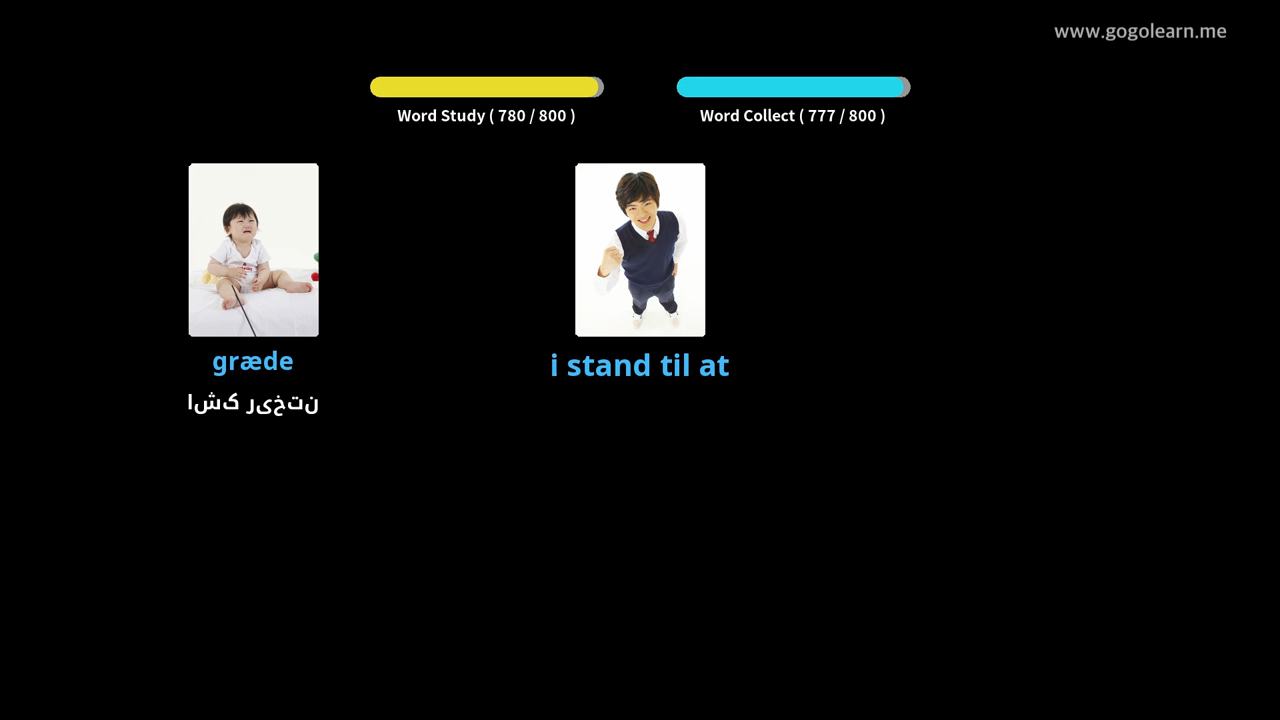 www.gogolearn.me
Word Study ( 780 / 800 )
Word Collect ( 777 / 800 )
græde
i stand til at
اشک ریختن